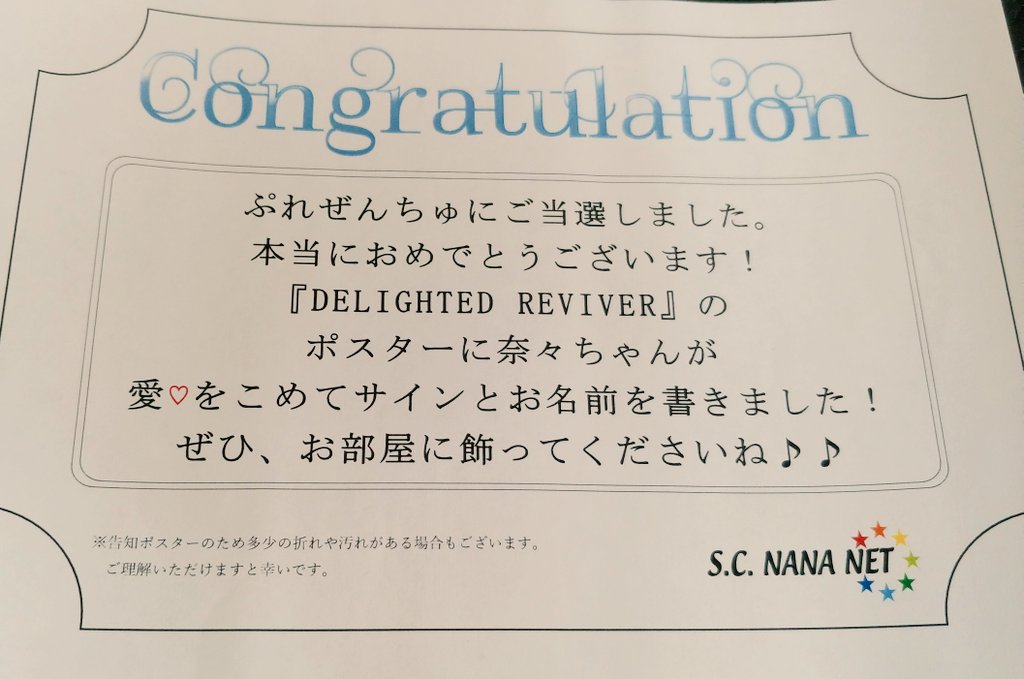 Congratulation
ぷれぜんちゅにご当選しました。
本当におめでとうございます！
『DELIGHTED REVIVER』の
ポスターに奈々ちゃんが
愛♡をこめてサインとお名前を書きました！
ぜひ、お部屋に飾ってくださいね♪♪
※告知ポスターのため多少の折れや汚れがある場合もございます。
ご理解いただけますと幸いです。
S.C. NANA NET